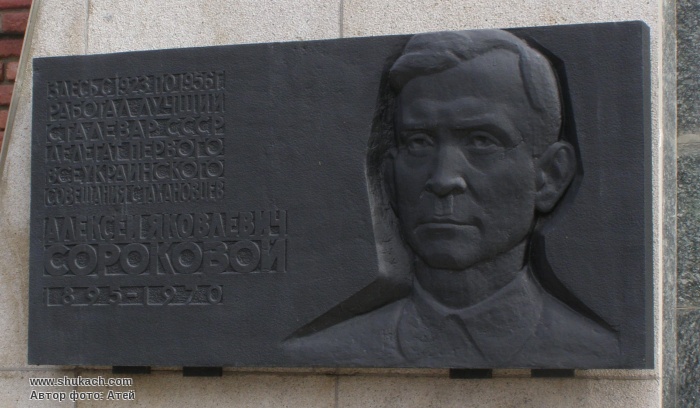 ЗДЕСЬ С 1923 ПО 1956 Г.
РАБОТАЛ ЛУЧШИЙ
СТАЛЕВАР СССР
ДЕЛЕГАТ ПЕРВОГО
ВСЕУКРАИНСКОГО
СОВЕЩАНИЯ СТАХАНОВЦЕВ
АЛЕКСЕЙ ЯКОВЛЕВИЧ
СОРОКОВОЙ
1895-1970
www.shukach.com
Автор фото: Атей